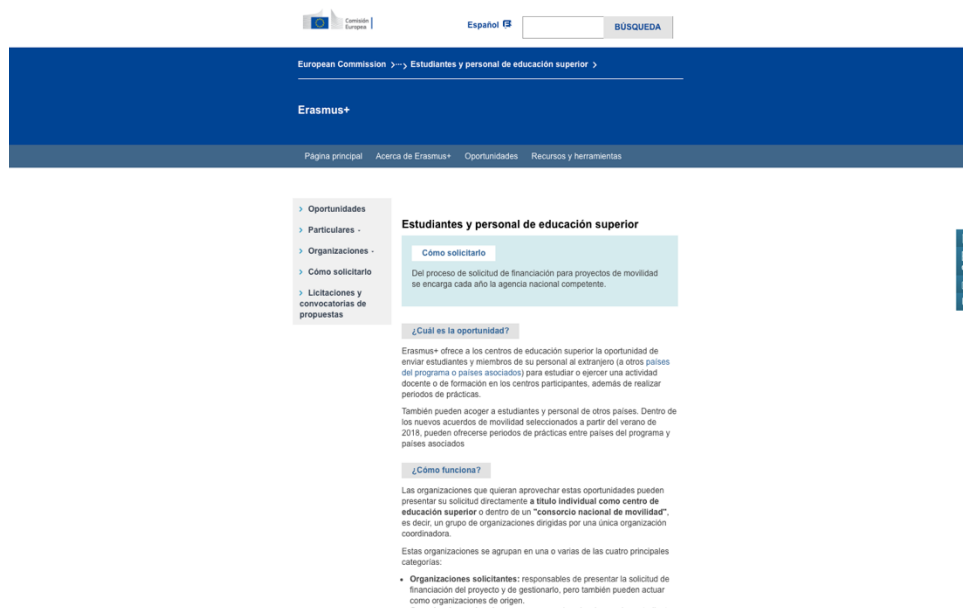 Comisión
Europea
Español
BÚSQUEDA
European Commission > ··· > Estudiantes y personal de educación superior >
Erasmus+
Página principal Acerca de Erasmus+ Oportunidades Recursos y herramientas
> Oportunidades
> Particulares -
> Organizaciones -
> Cómo solicitarlo
> Licitaciones y
convocatorias de
propuestas
Estudiantes y personal de educación superior
Cómo solicitarlo
Del proceso de solicitud de financiación para proyectos de movilidad
se encarga cada año la agencia nacional competente.
¿Cuál es la oportunidad?
Erasmus+ ofrece a los centros de educación superior la oportunidad de
enviar estudiantes y miembros de su personal al extranjero (a otros países
del programa o países asociados) para estudiar o ejercer una actividad
docente o de formación en los centros participantes, además de realizar
periodos de prácticas.
También pueden acoger a estudiantes y personal de otros países. Dentro de
los nuevos acuerdos de movilidad seleccionados a partir del verano de
2018, pueden ofrecerse periodos de prácticas entre países del programa y
países asociados
¿Cómo funciona?
Las organizaciones que quieran aprovechar estas oportunidades pueden
presentar su solicitud directamente a título individual como centro de
educación superior o dentro de un "consorcio nacional de movilidad",
es decir, un grupo de organizaciones dirigidas por una única organización
coordinadora.
Estas organizaciones se agrupan en una o varias de las cuatro principales
categorías:
• Organizaciones solicitantes: responsables de presentar la solicitud de
financiación del proyecto y de gestionarlo, pero también pueden actuar
como organizaciones de origen.